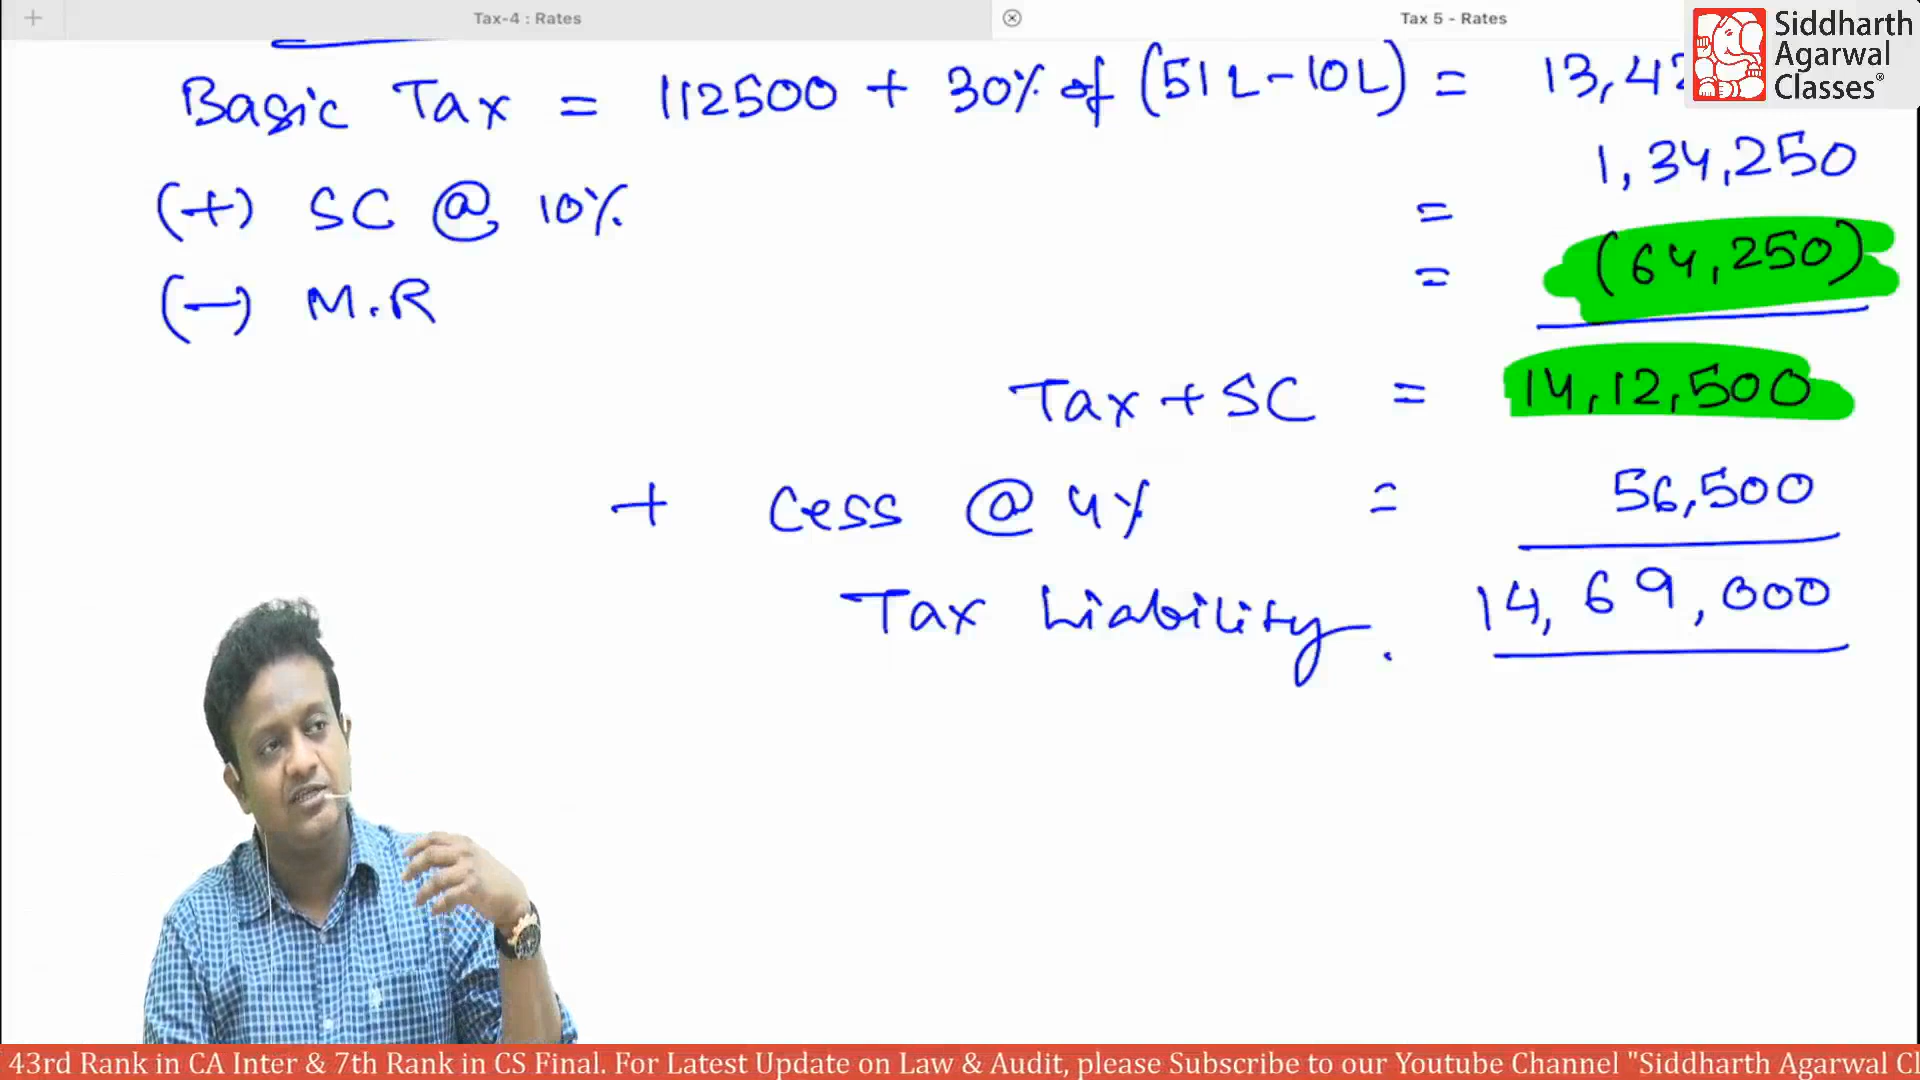 Tax-4 : Rates
Tax 5 - Rates
Siddharth
Agarwal
Classes®
Basic Tax = 112500 + 30% of (51L-10L) = 13,42
(+) SC @ 10% = 1,34,250
(-) M.R = (64,250)
Tax + SC = 14,12,500
+ Cess @ 4% = 56,500
Tax Liability. 14,69,000
43rd Rank in CA Inter & 7th Rank in CS Final. For Latest Update on Law & Audit, please Subscribe to our Youtube Channel "Siddharth Agarwal Cl